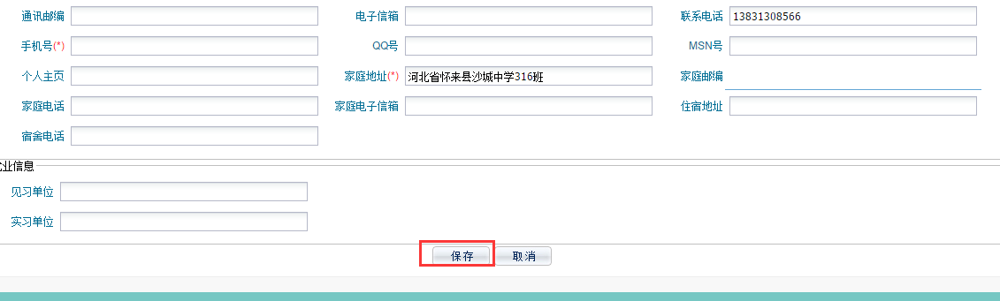 通讯邮编 电子信箱 联系电话 13831308566
手机号(*) QQ号 MSN号
个人主页 家庭地址(*) 河北省怀来县沙城中学316班 家庭邮编
家庭电话 家庭电子信箱 住宿地址
宿舍电话
业信息
见习单位
实习单位
保存 取消